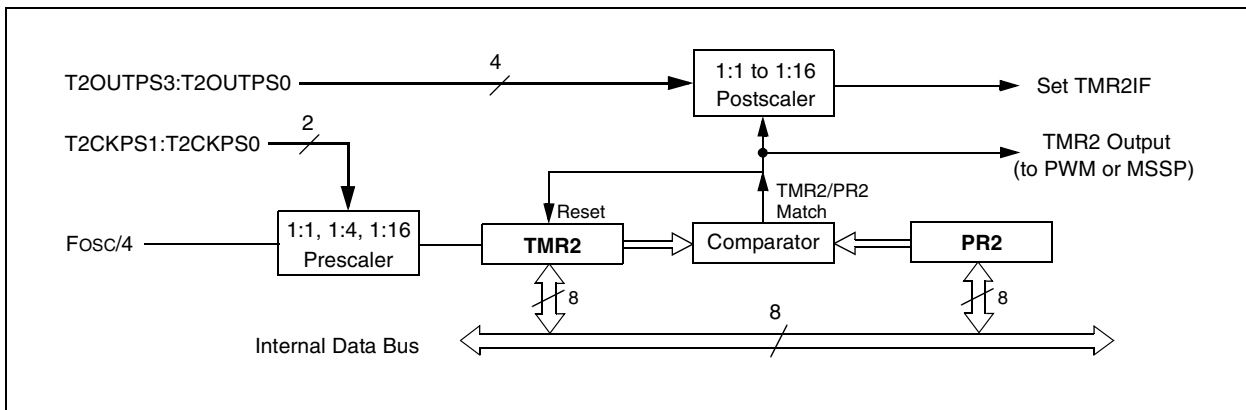 4
1:1 to 1:16
Postscaler
T2OUTPS3:T2OUTPS0
Set TMR2IF
2
T2CKPS1:T2CKPS0
TMR2 Output
(to PWM or MSSP)
TMR2/PR2
Match
Reset
1:1, 1:4, 1:16
Prescaler
FOSC/4
TMR2
Comparator
PR2
8
8
8
Internal Data Bus